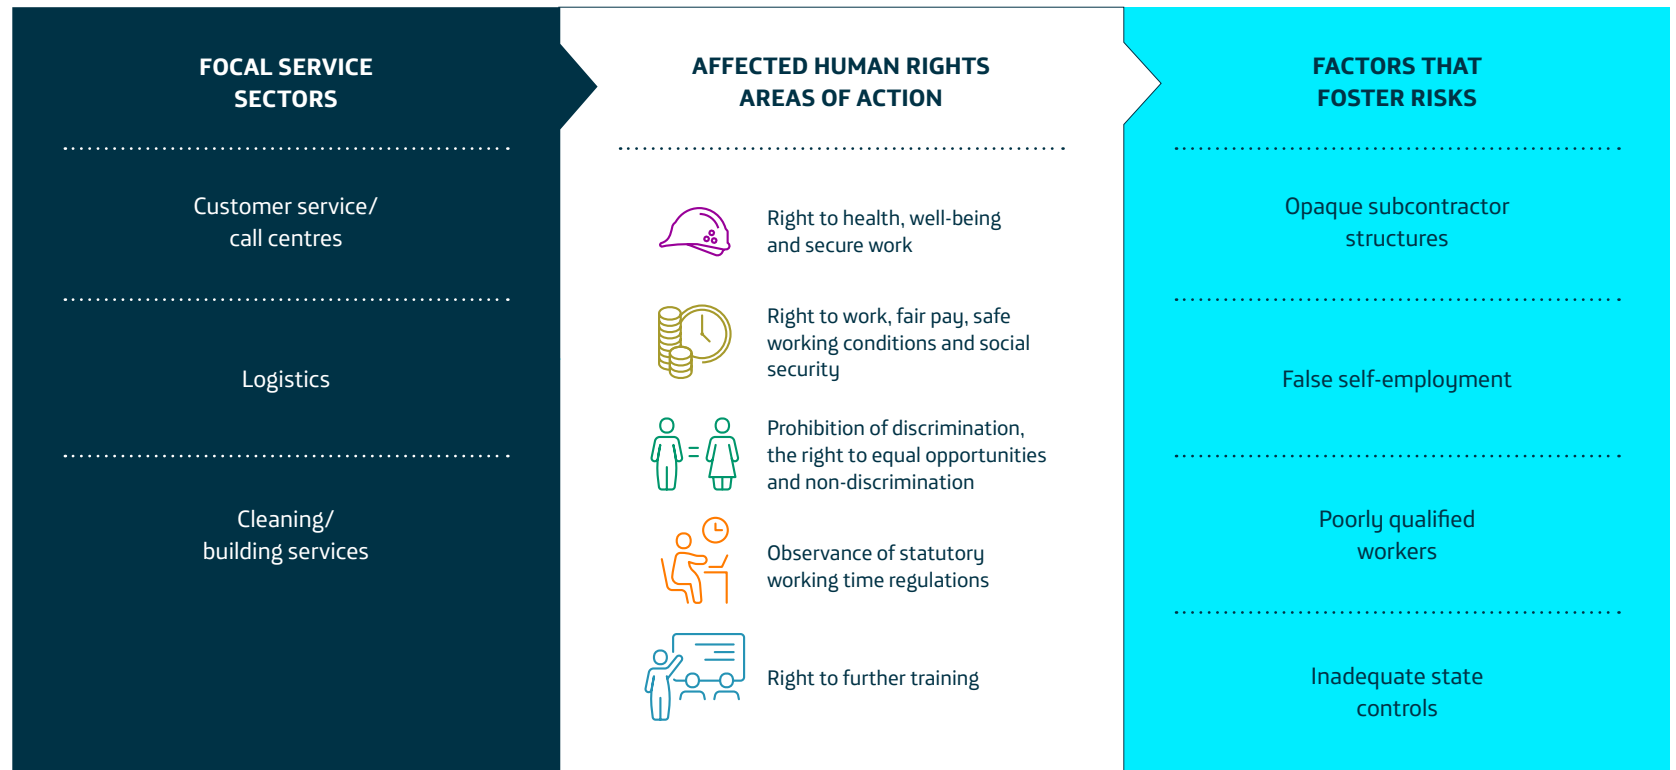 FOCAL SERVICE
SECTORS
Customer service/
call centres
Logistics
Cleaning/
building services
AFFECTED HUMAN RIGHTS
AREAS OF ACTION
Right to health, well-being
and secure work
Right to work, fair pay, safe
working conditions and social
security
Prohibition of discrimination,
the right to equal opportunities
and non-discrimination
Observance of statutory
working time regulations
Right to further training
FACTORS THAT
FOSTER RISKS
Opaque subcontractor
structures
False self-employment
Poorly qualified
workers
Inadequate state
controls